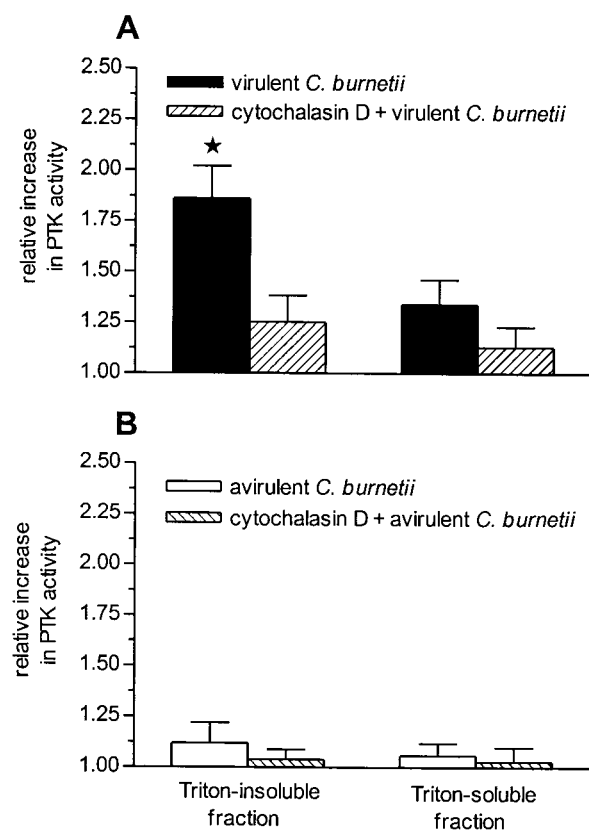 A
2.50
2.25
2.00
1.75
1.50
1.25
1.00
relative increase
in PTK activity
virulent C. burnetii
cytochalasin D + virulent C. burnetii
★
B
2.50
2.25
2.00
1.75
1.50
1.25
1.00
relative increase
in PTK activity
avirulent C. burnetii
cytochalasin D + avirulent C. burnetii
Triton-insoluble
fraction
Triton-soluble
fraction